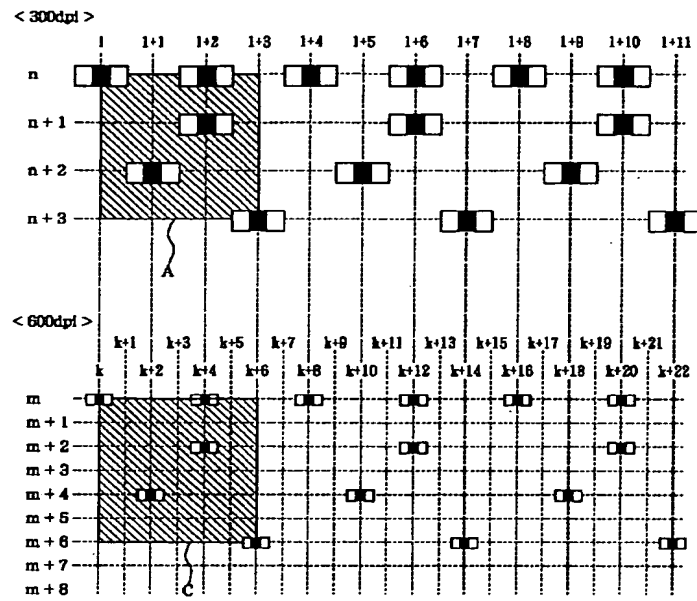 < 300dpi >
l l+1 l+2 l+3 l+4 l+5 l+6 l+7 l+8 l+9 l+10 l+11
n
n + 1
n + 2
n + 3
A
< 600dpi >
k+1 k+3 k+5 k+7 k+9 k+11 k+13 k+15 k+17 k+19 k+21
k k+2 k+4 k+6 k+8 k+10 k+12 k+14 k+16 k+18 k+20 k+22
m
m + 1
m + 2
m + 3
m + 4
m + 5
m + 6
m + 7
m + 8
C